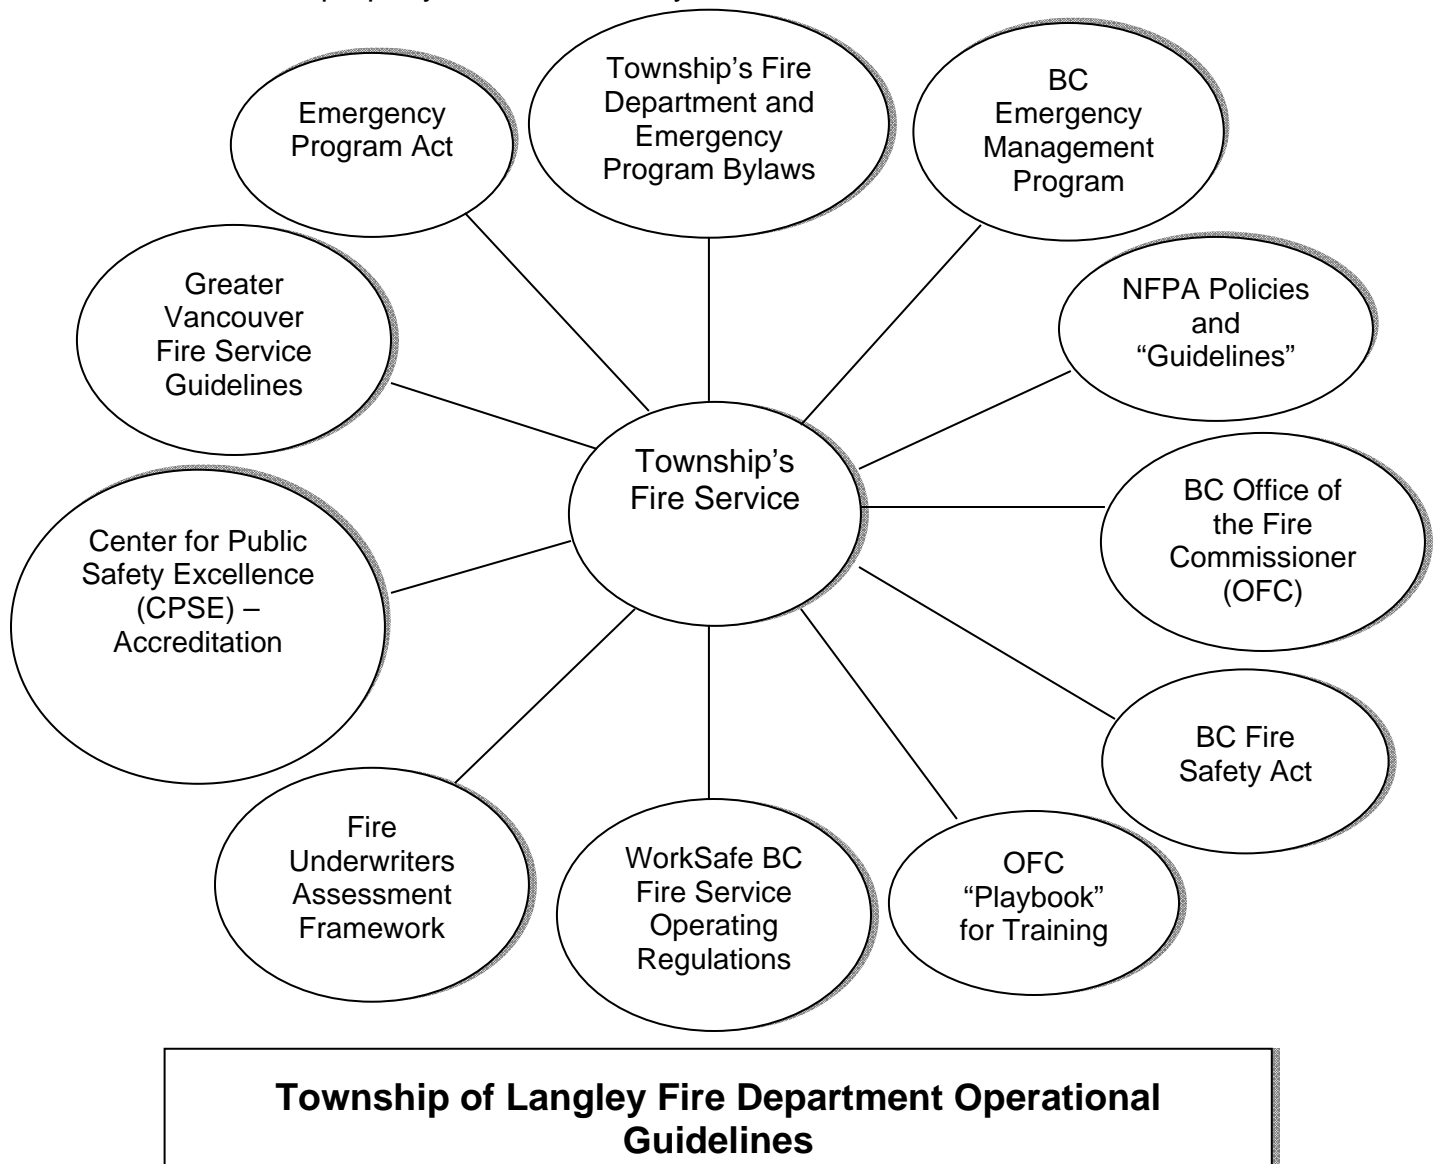 Township's Fire
Department and
Emergency
Program Bylaws
BC
Emergency
Management
Program
Emergency
Program Act
NFPA Policies
and
“Guidelines”
Greater
Vancouver
Fire Service
Guidelines
Township’s
Fire Service
BC Office of
the Fire
Commissioner
(OFC)
Center for Public
Safety Excellence
(CPSE) –
Accreditation
BC Fire
Safety Act
Fire
Underwriters
Assessment
Framework
WorkSafe BC
Fire Service
Operating
Regulations
OFC
“Playbook”
for Training
Township of Langley Fire Department Operational
Guidelines